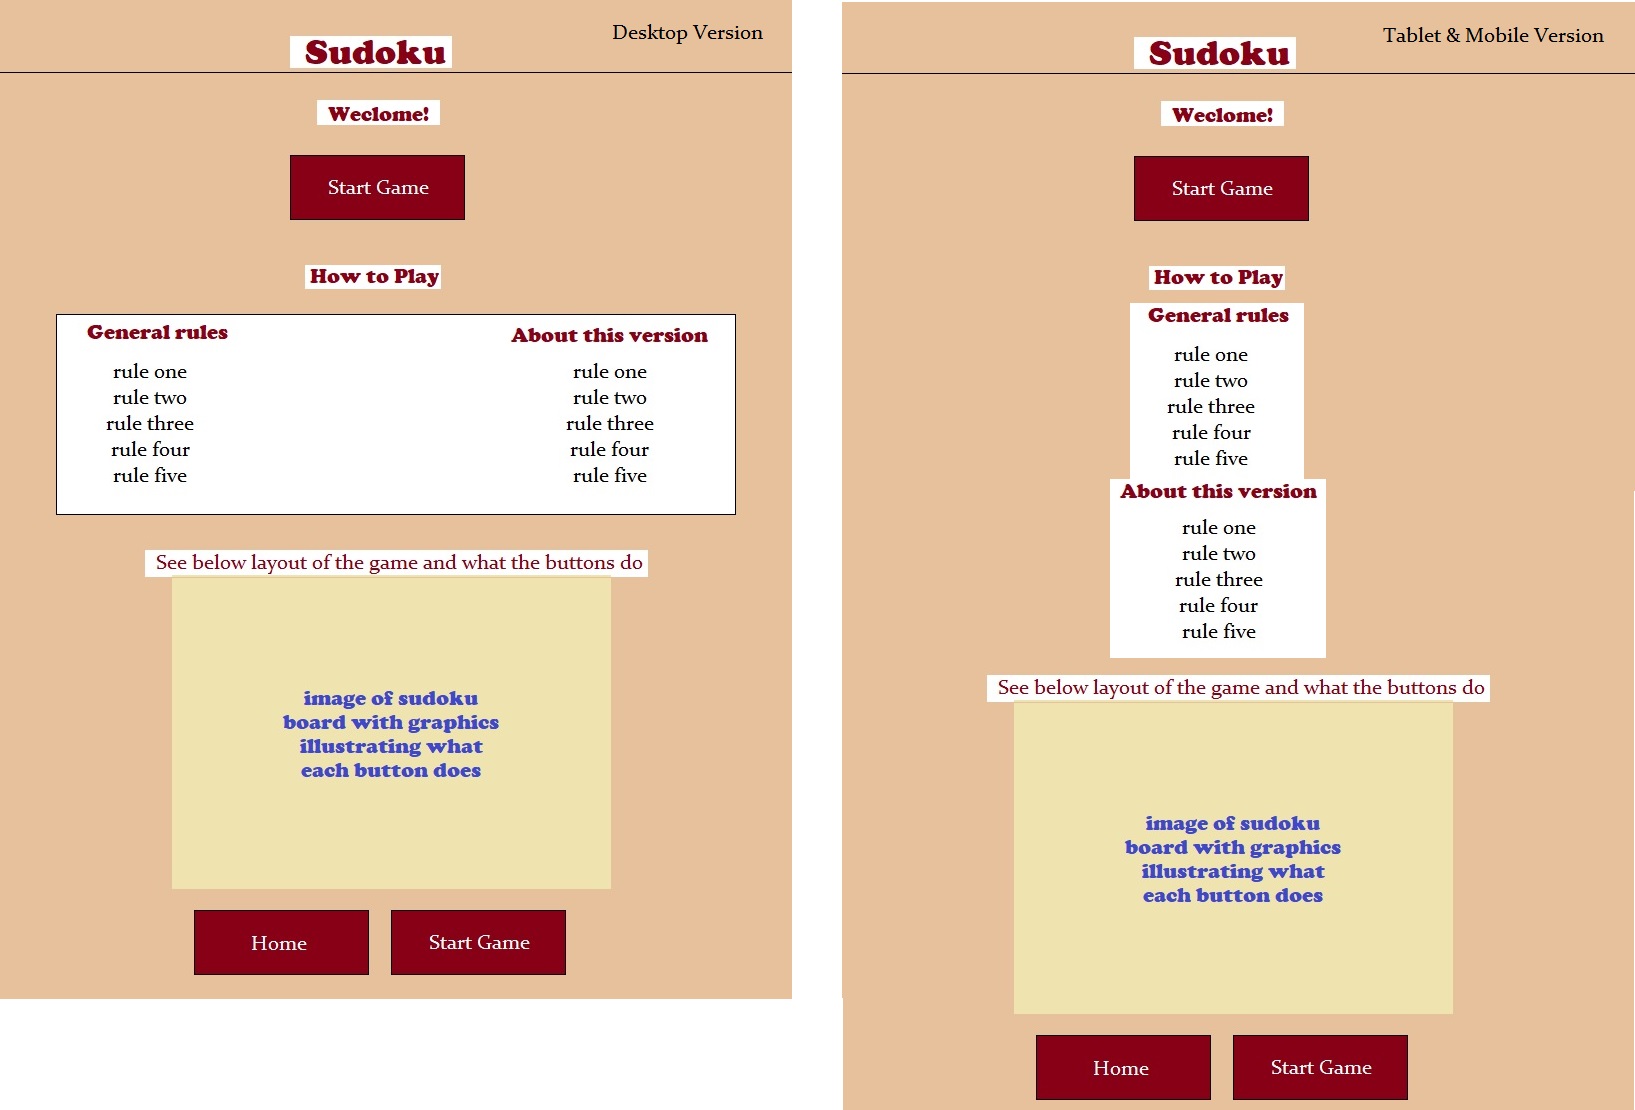 Desktop Version
Sudoku
Weclome!
Start Game
How to Play
General rules
rule one
rule two
rule three
rule four
rule five
About this version
rule one
rule two
rule three
rule four
rule five
See below layout of the game and what the buttons do
image of sudoku
board with graphics
illustrating what
each button does
Home
Start Game
Tablet & Mobile Version
Sudoku
Weclome!
Start Game
How to Play
General rules
rule one
rule two
rule three
rule four
rule five
About this version
rule one
rule two
rule three
rule four
rule five
See below layout of the game and what the buttons do
image of sudoku
board with graphics
illustrating what
each button does
Home
Start Game